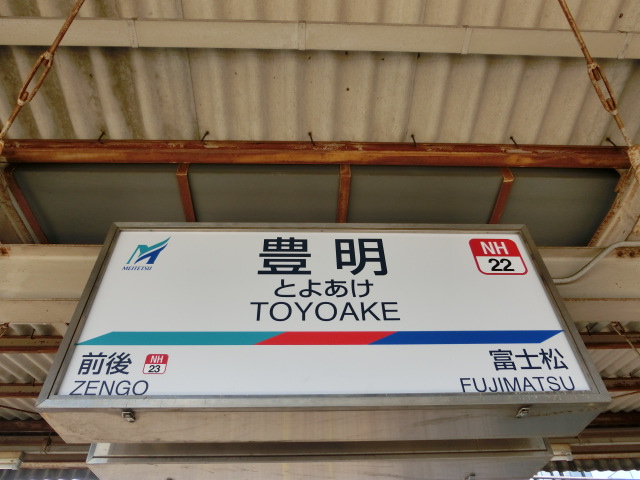 MEITETSU
豊明
NH
22
とよあけ
TOYOAKE
前後
NH
23
ZENGO
富士松
FUJIMATSU